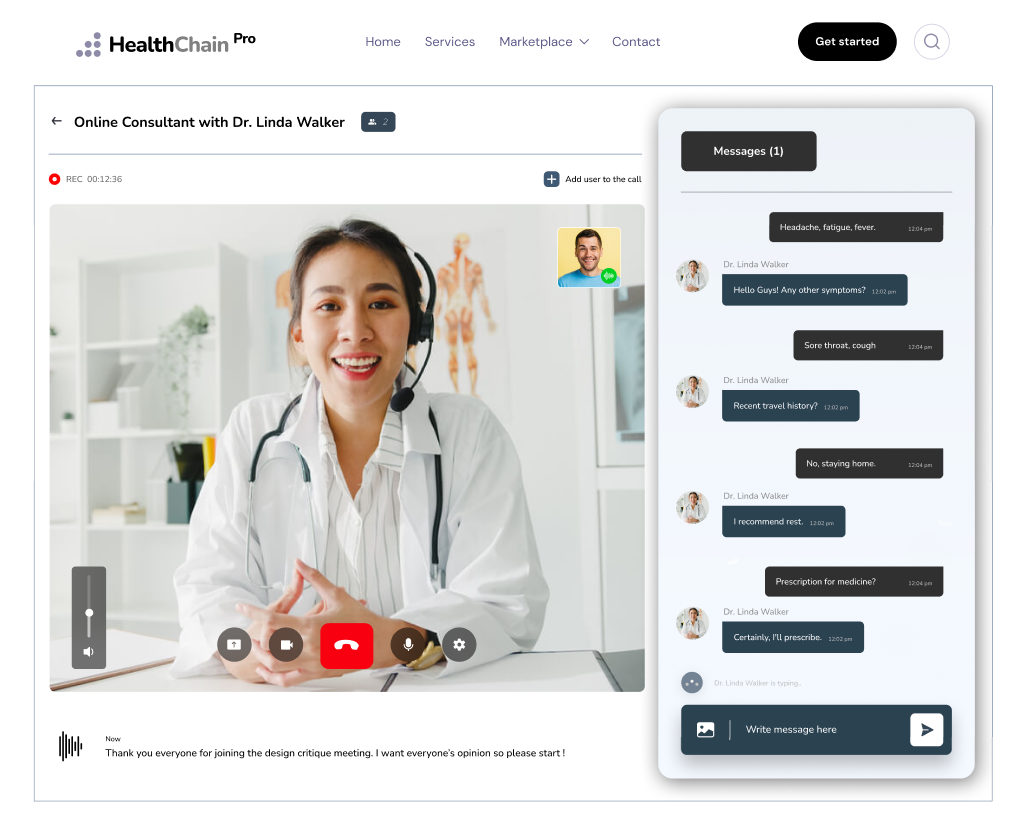 HealthChain Pro
Home Services Marketplace Contact
Get started
Online Consultant with Dr. Linda Walker 2
REC 00:12:36
Add user to the call
Now
Thank you everyone for joining the design critique meeting. I want everyone's opinion so please start !
Messages (1)
Headache, fatigue, fever. 12:04 pm
Dr. Linda Walker
Hello Guys! Any other symptoms? 12:02 pm
Sore throat, cough 12:04 pm
Dr. Linda Walker
Recent travel history? 12:02 pm
No, staying home. 12:04 pm
Dr. Linda Walker
I recommend rest. 12:02 pm
Prescription for medicine? 12:04 pm
Dr. Linda Walker
Certainly, I'll prescribe. 12:02 pm
Dr. Linda Walker is typing..
Write message here